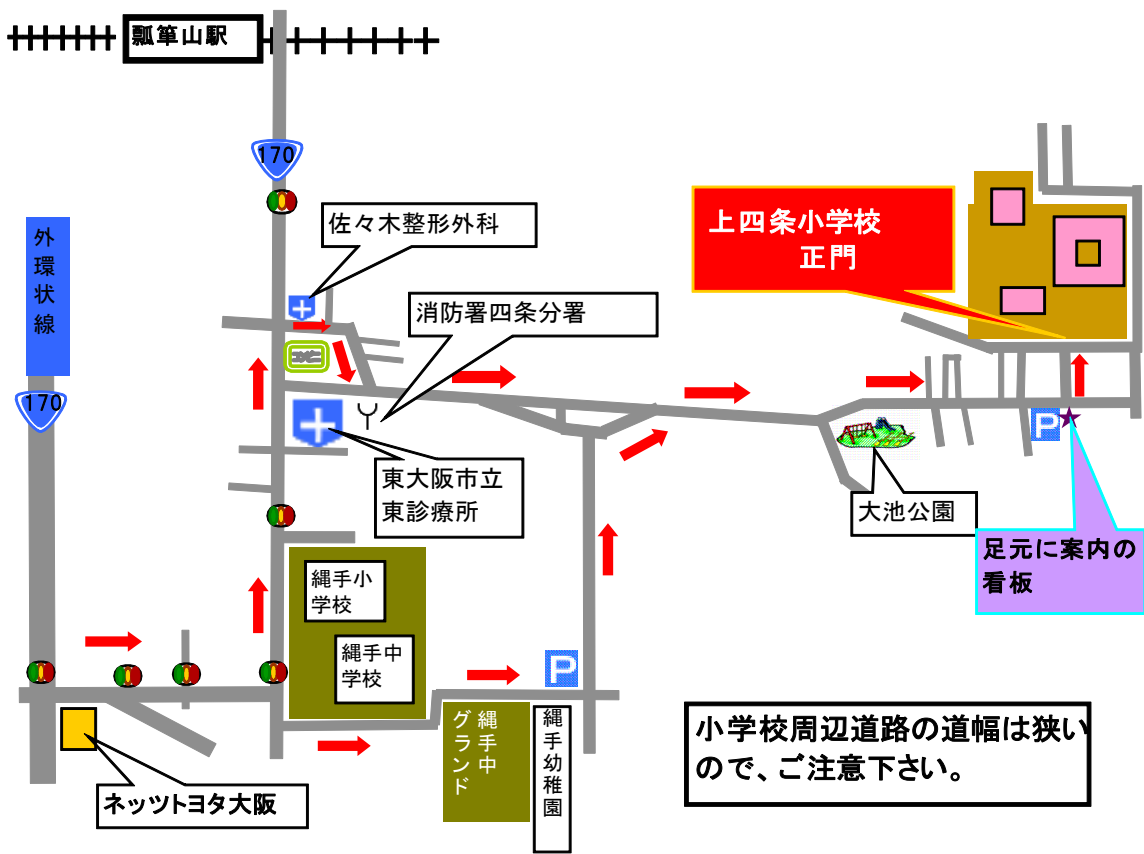 瓢箪山駅
170
佐々木整形外科
外環状線
上四条小学校
正門
消防署四条分署
170
東大阪市立
東診療所
P
大池公園
足元に案内の
看板
縄手小
学校
縄手中
学校
P
縄手中
グランド
縄手幼稚園
小学校周辺道路の道幅は狭い
ので、ご注意下さい。
ネッツトヨタ大阪